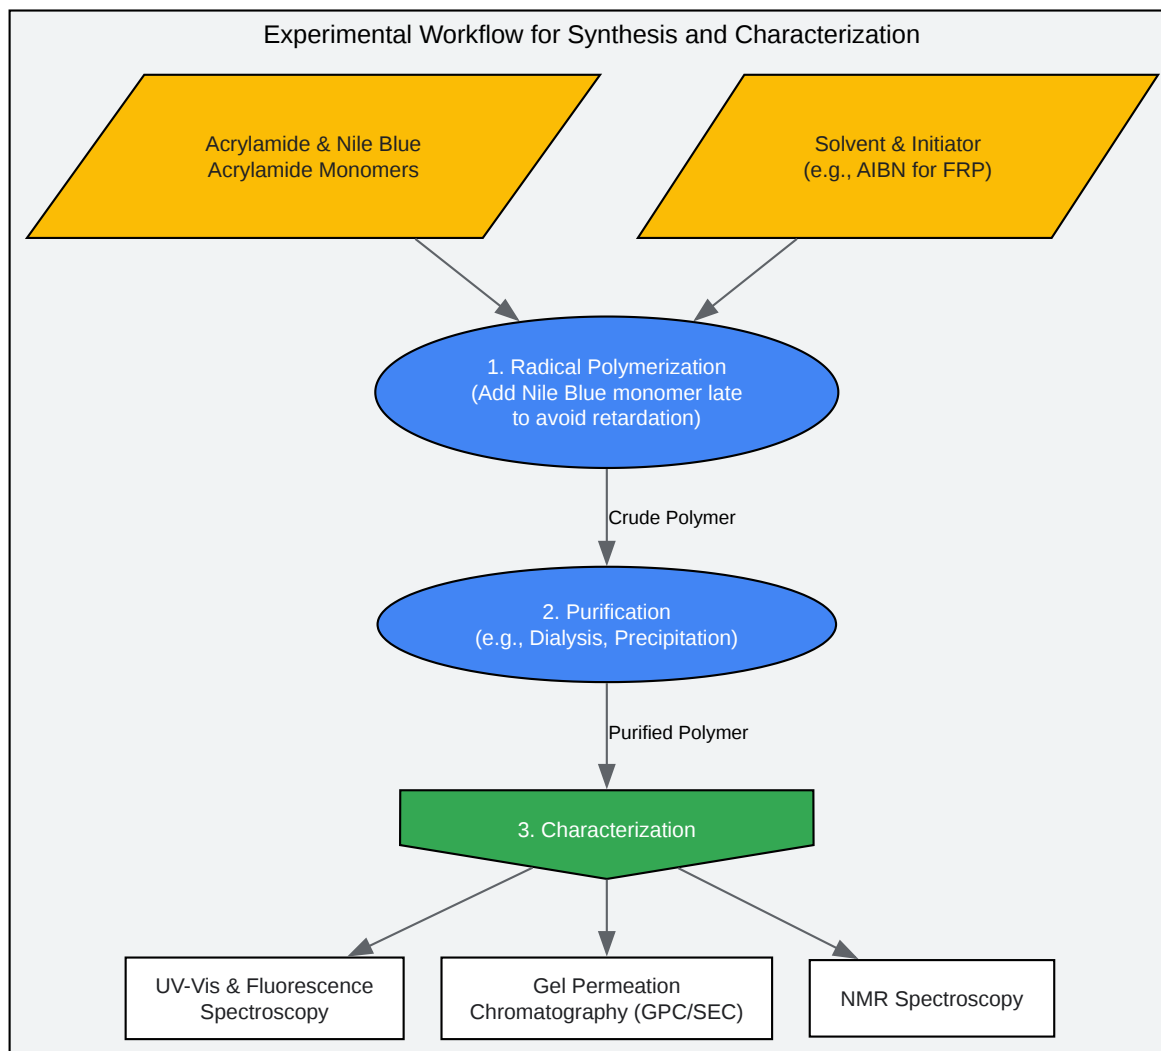 Experimental Workflow for Synthesis and Characterization
Acrylamide & Nile Blue
Acrylamide Monomers
Solvent & Initiator
(e.g., AIBN for FRP)
1. Radical Polymerization
(Add Nile Blue monomer late
to avoid retardation)
Crude Polymer
2. Purification
(e.g., Dialysis, Precipitation)
Purified Polymer
3. Characterization
UV-Vis & Fluorescence
Spectroscopy
Gel Permeation
Chromatography (GPC/SEC)
NMR Spectroscopy